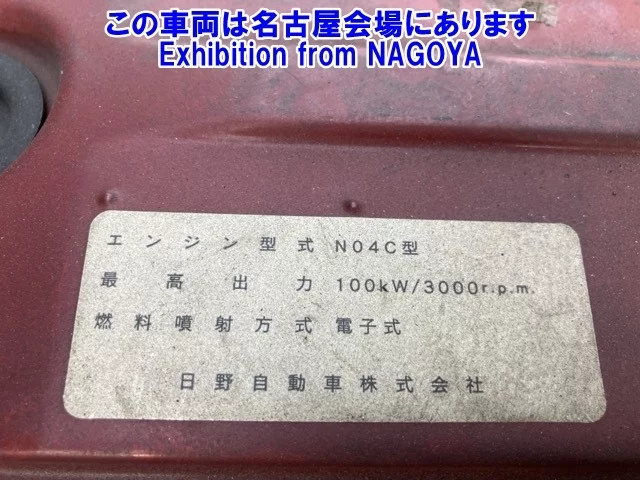 この車両は名古屋会場にあります
Exhibition from NAGOYA
エンジン型式 N04C型
最高出力 100kW/3000r.p.m.
燃料噴射方式 電子式
日野自動車株式会社